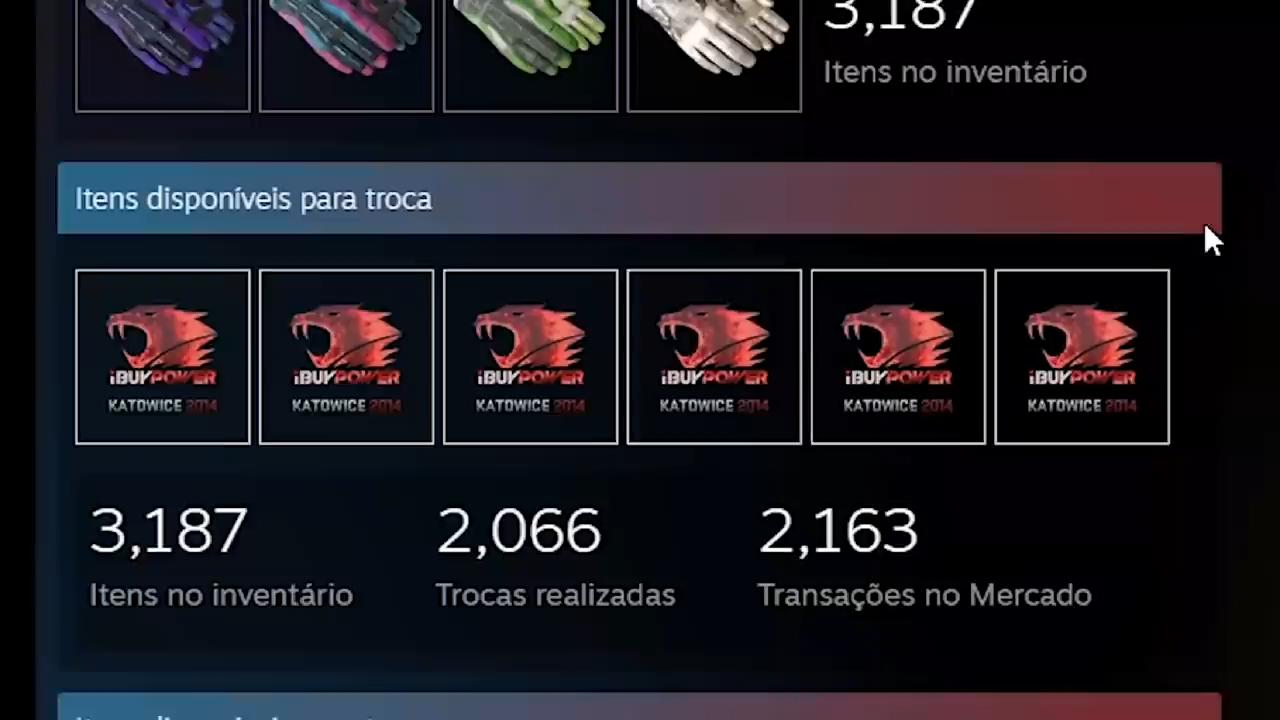 3,187
Itens no inventário
Itens disponíveis para troca
iBUYPOWER iBUYPOWER iBUYPOWER iBUYPOWER iBUYPOWER iBUYPOWER
KATOWICE 2014 KATOWICE 2014 KATOWICE 2014 KATOWICE 2014 KATOWICE 2014 KATOWICE 2014
3,187 2,066 2,163
Itens no inventário Trocas realizadas Transações no Mercado